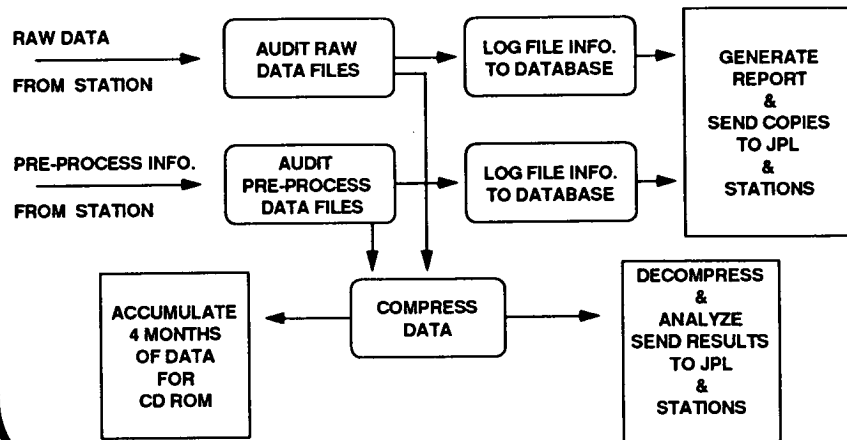 RAW DATA
FROM STATION
AUDIT RAW
DATA FILES
LOG FILE INFO.
TO DATABASE
GENERATE
REPORT
&
SEND COPIES
TO JPL
&
STATIONS
PRE-PROCESS INFO.
FROM STATION
AUDIT
PRE-PROCESS
DATA FILES
LOG FILE INFO.
TO DATABASE
ACCUMULATE
4 MONTHS
OF DATA
FOR
CD ROM
COMPRESS
DATA
DECOMPRESS
&
ANALYZE
SEND RESULTS
TO JPL
&
STATIONS